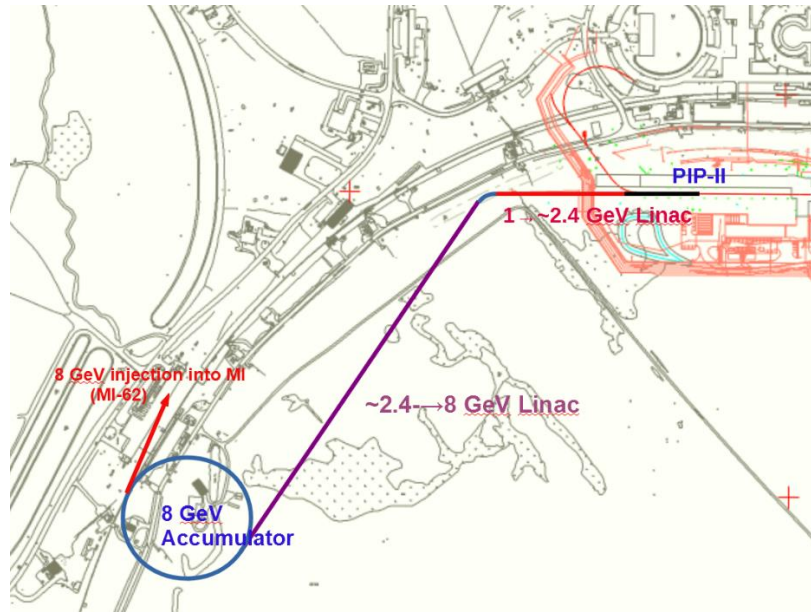 PIP-II
1→~2.4 GeV Linac
8 GeV injection into MI
(MI-62)
~2.4-→8 GeV Linac
8 GeV
Accumulator